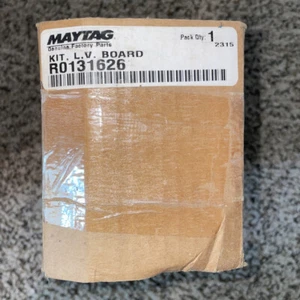 MAYTAG
Genuine Factory Parts
Pack Qty: 1
2315
KIT, L.V. BOARD
R0131626